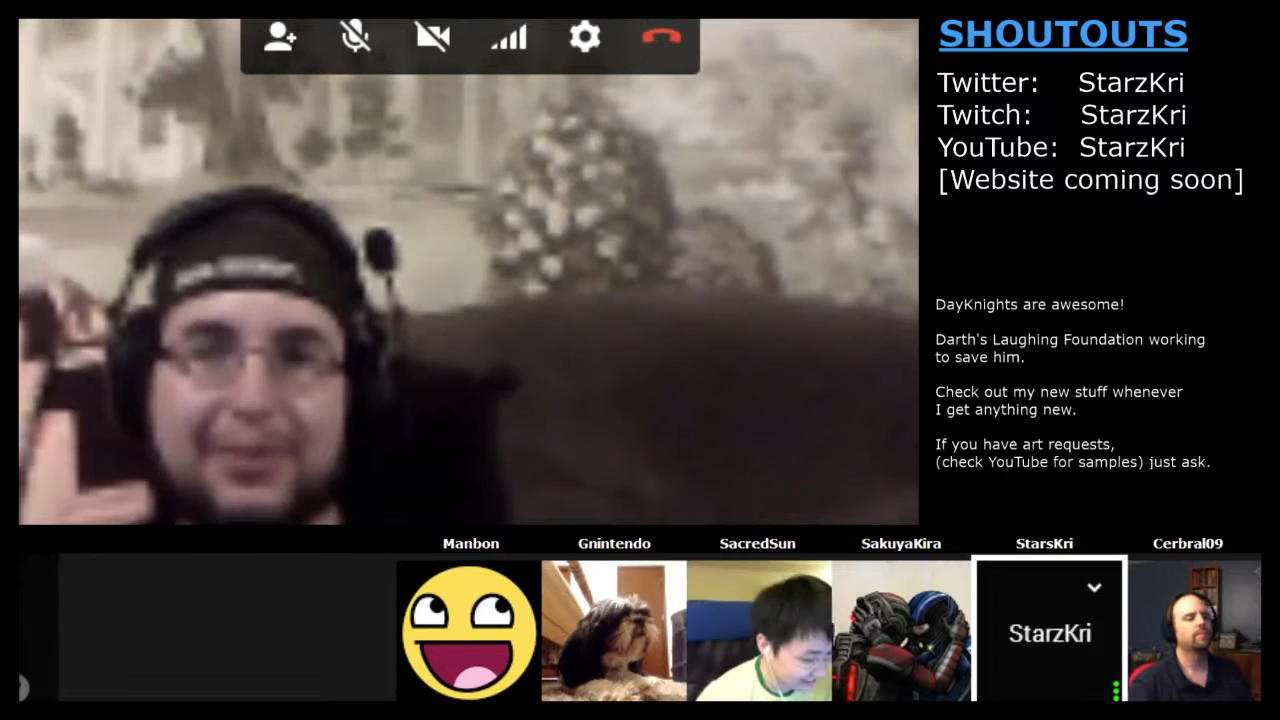 SHOUTOUTS
Twitter: StarzKri
Twitch: StarzKri
YouTube: StarzKri
[Website coming soon]
DayKnights are awesome!
Darth's Laughing Foundation working
to save him.
Check out my new stuff whenever
I get anything new.
If you have art requests,
(check YouTube for samples) just ask.
Manbon
Gnintendo
SacredSun
SakuyaKira
StarsKri
Cerbral09
StarzKri